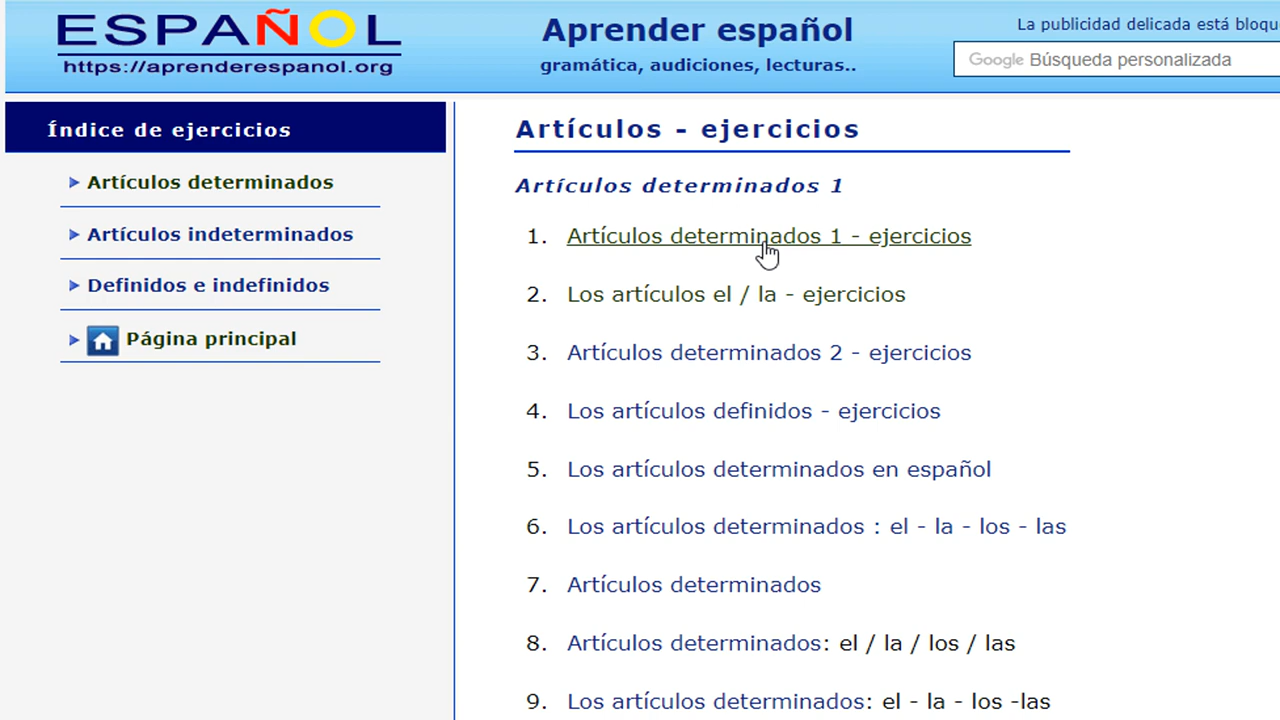 ESPAÑOL
https://aprenderespanol.org
Aprender español
gramática, audiciones, lecturas..
La publicidad delicada está bloqu
Google Búsqueda personalizada
Índice de ejercicios
Artículos determinados
Artículos indeterminados
Definidos e indefinidos
Página principal
Artículos - ejercicios
Artículos determinados 1
1. Artículos determinados 1 - ejercicios
2. Los artículos el / la - ejercicios
3. Artículos determinados 2 - ejercicios
4. Los artículos definidos - ejercicios
5. Los artículos determinados en español
6. Los artículos determinados : el - la - los - las
7. Artículos determinados
8. Artículos determinados: el / la / los / las
9. Los artículos determinados: el - la - los -las